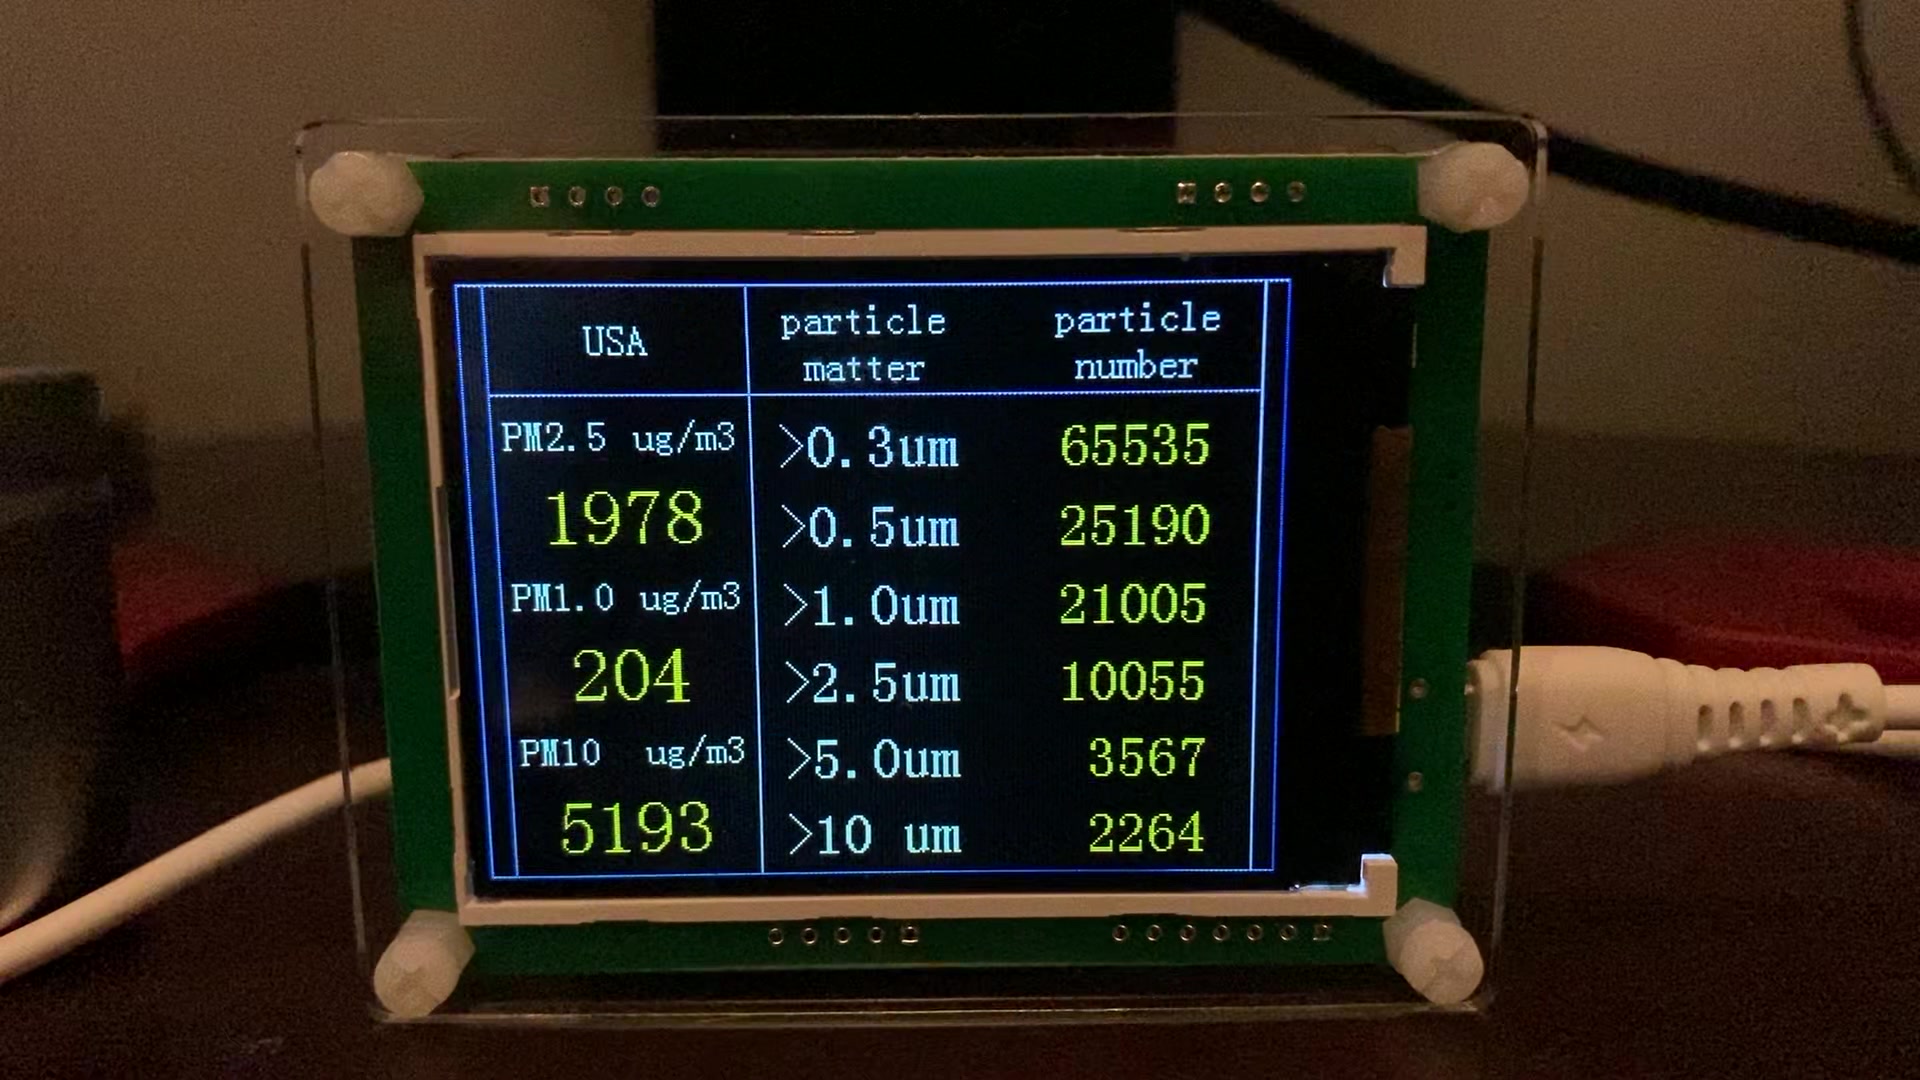 USA
particle matter
particle number
PM2.5 ug/m3
1978
PM1.0 ug/m3
204
PM10 ug/m3
5193
>0.3um 65535
>0.5um 25190
>1.0um 21005
>2.5um 10055
>5.0um 3567
>10 um 2264